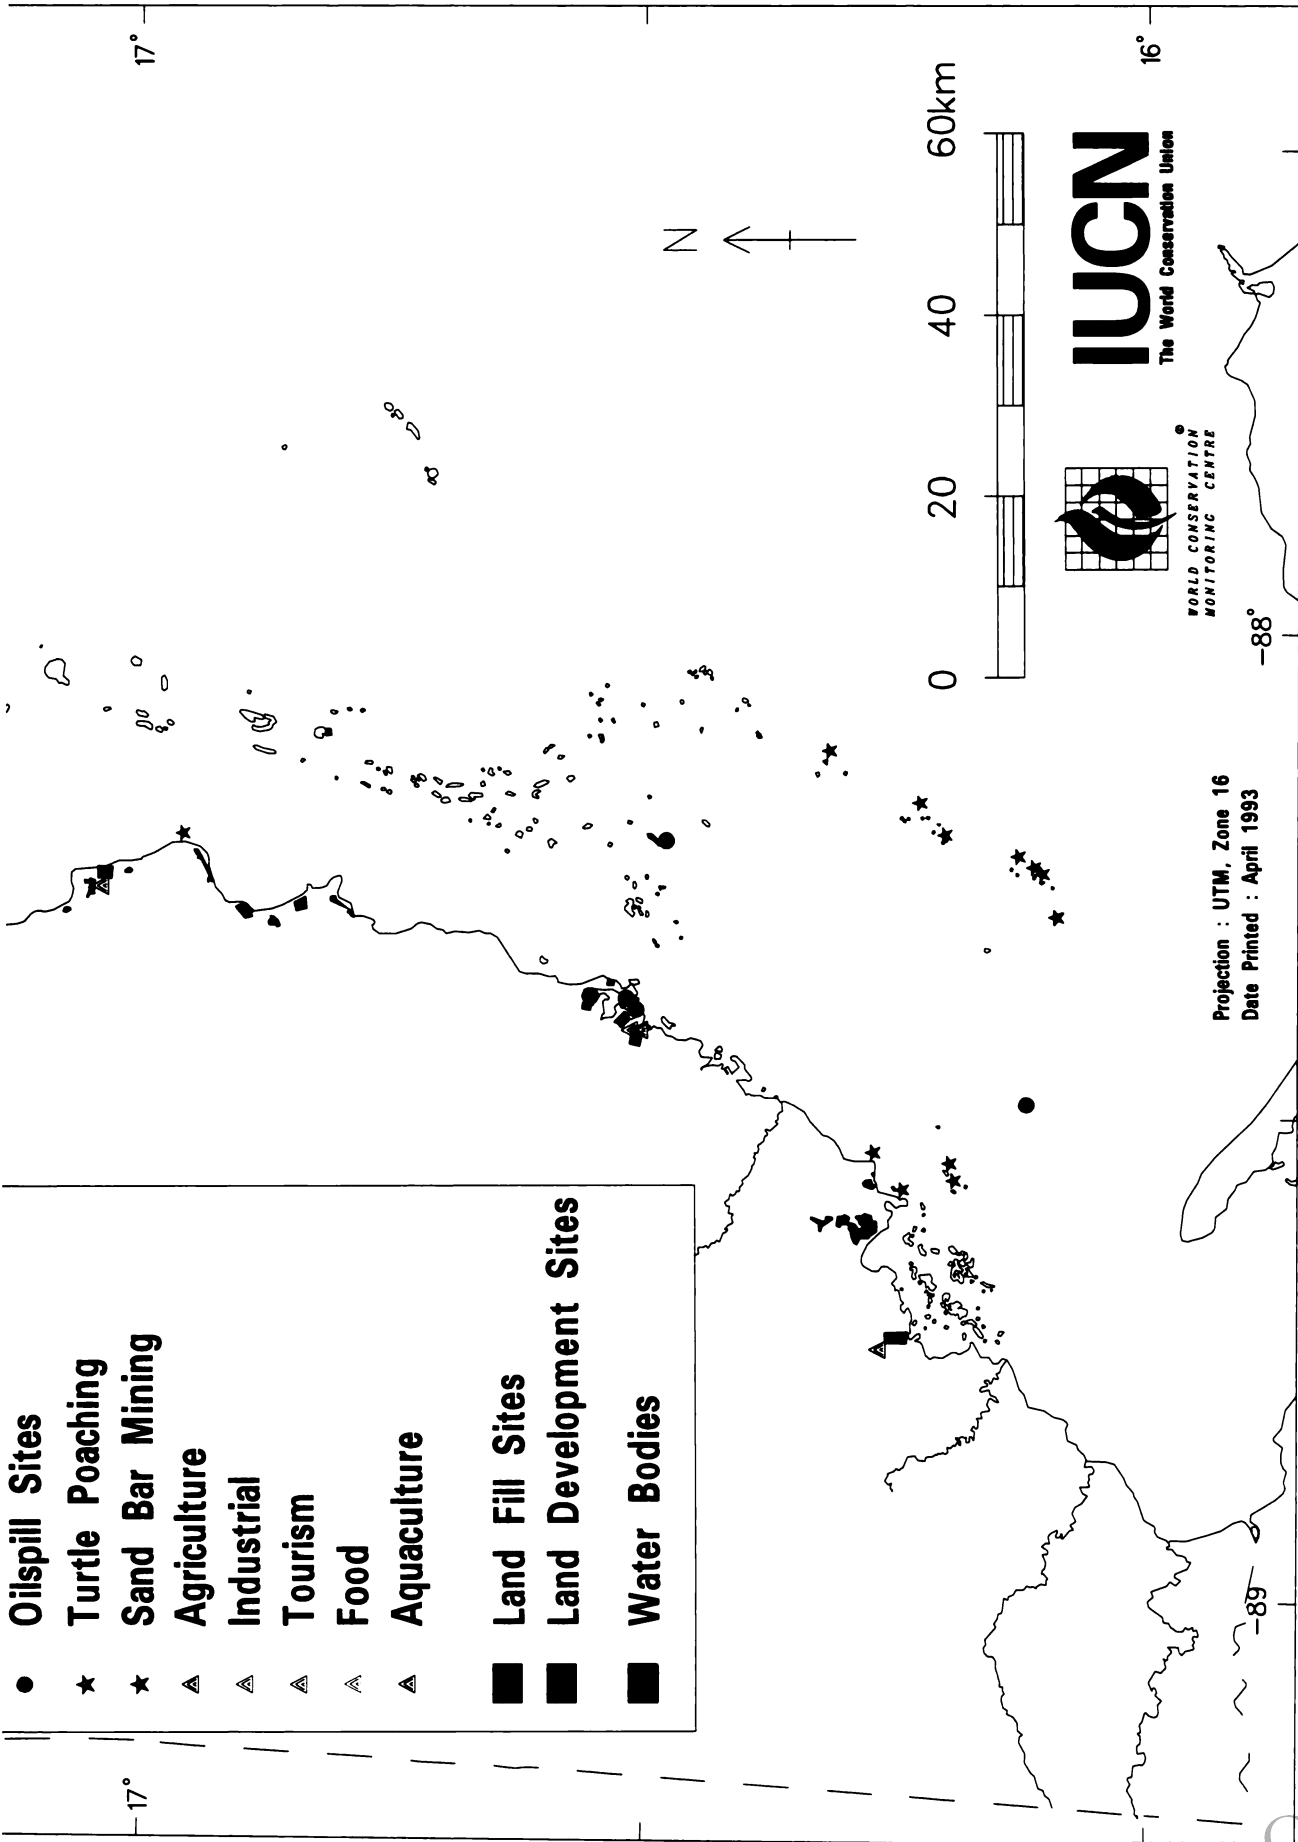 17°
16°
Oilspill Sites
Turtle Poaching
Sand Bar Mining
Agriculture
Industrial
Tourism
Food
Aquaculture
Land Fill Sites
Land Development Sites
Water Bodies
N
0 20 40 60km
IUCN
The World Conservation Union
WORLD CONSERVATION
MONITORING CENTRE
©
Projection : UTM, Zone 16
Date Printed : April 1993
17°
-89
-88°